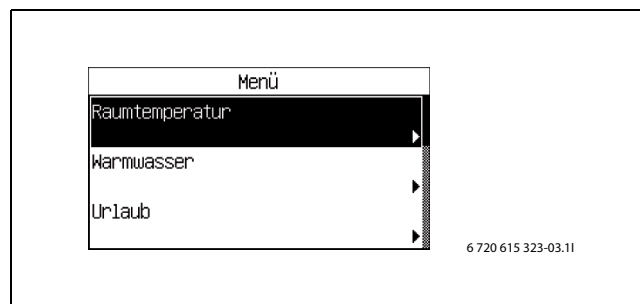 Menü
Raumtemperatur
Warmwasser
Urlaub
6 720 615 323-03.1I